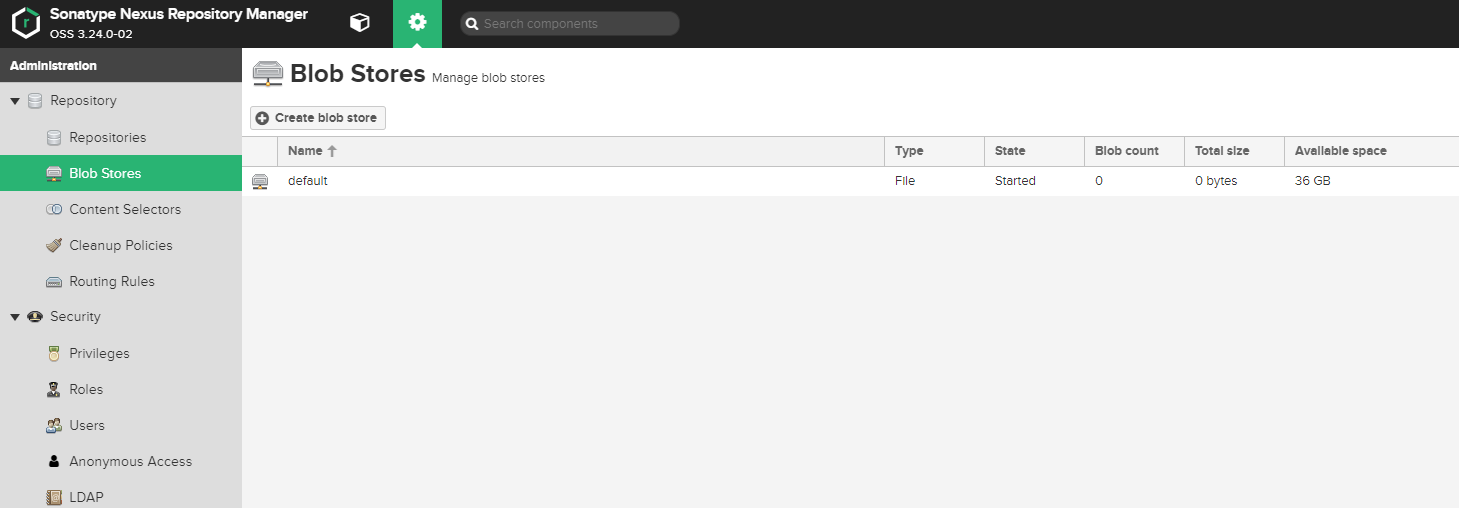 Sonatype Nexus Repository Manager
OSS 3.24.0-02
Search components
Administration
Repository
Repositories
Blob Stores
Content Selectors
Cleanup Policies
Routing Rules
Security
Privileges
Roles
Users
Anonymous Access
LDAP
Blob Stores Manage blob stores
Create blob store
Name Type State Blob count Total size Available space
default File Started 0 0 bytes 36 GB